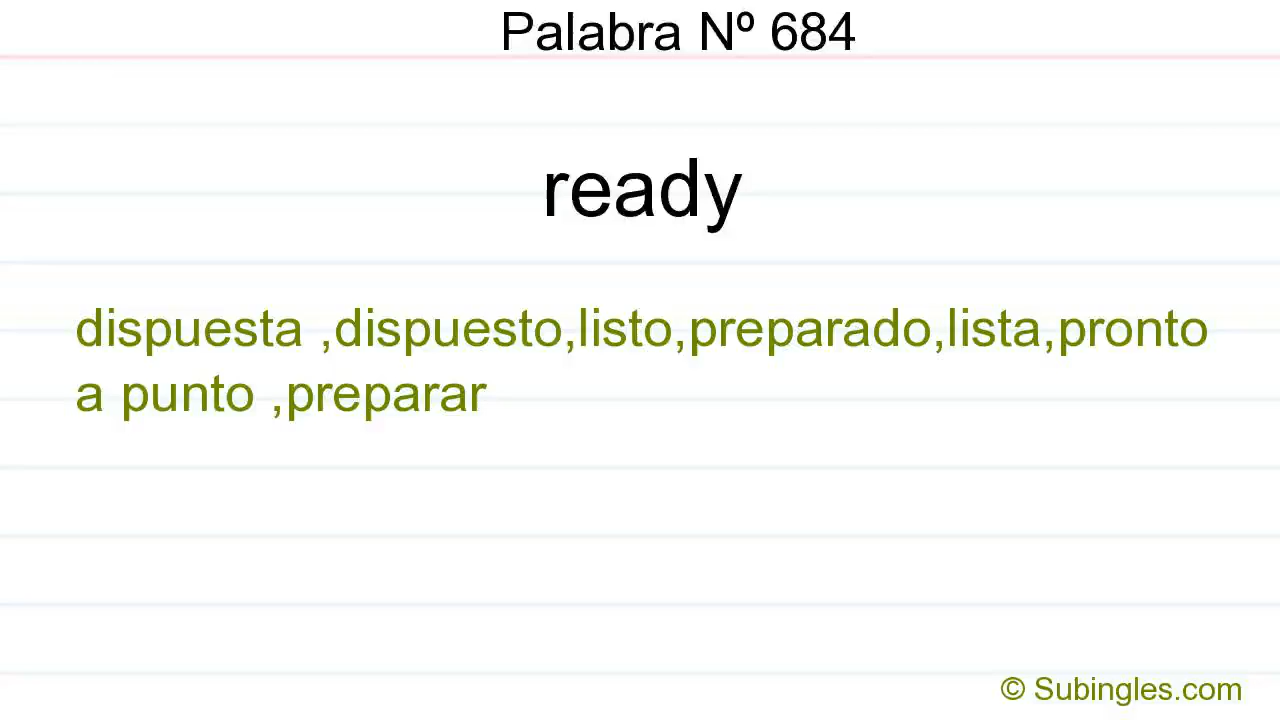 Palabra Nº 684
ready
dispuesta ,dispuesto,listo,preparado,lista,pronto
a punto ,preparar
© Subingles.com